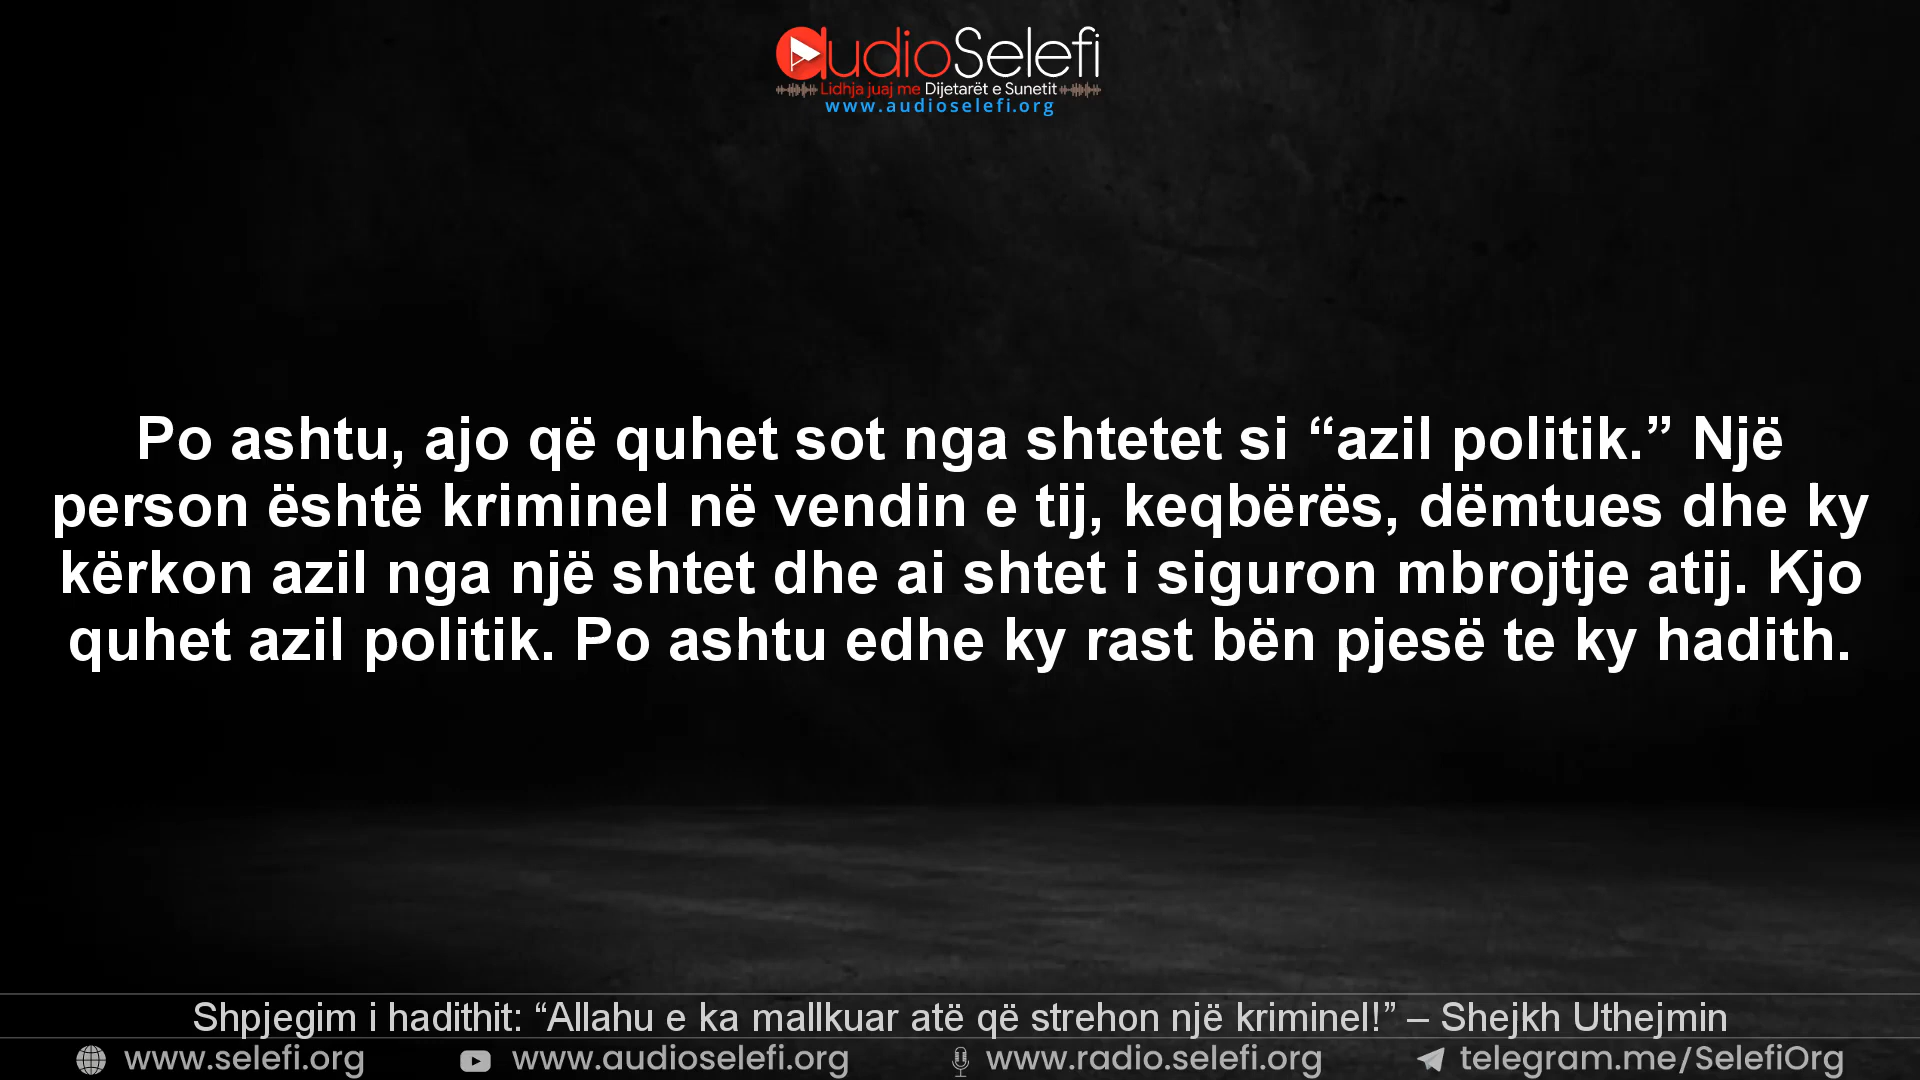 audioSelefi
Lidhja juaj me Dijetarët e Sunetit
www.audioselefi.org
Po ashtu, ajo që quhet sot nga shtetet si “azil politik.” Një
person është kriminel në vendin e tij, keqbërës, dëmtues dhe ky
kërkon azil nga një shtet dhe ai shtet i siguron mbrojtje atij. Kjo
quhet azil politik. Po ashtu edhe ky rast bën pjesë te ky hadith.
Shpjegim i hadithit: “Allahu e ka mallkuar atë që strehon një kriminel!” – Shejkh Uthejmin
www.selefi.org www.audioselefi.org www.radio.selefi.org telegram.me/SelefiOrg